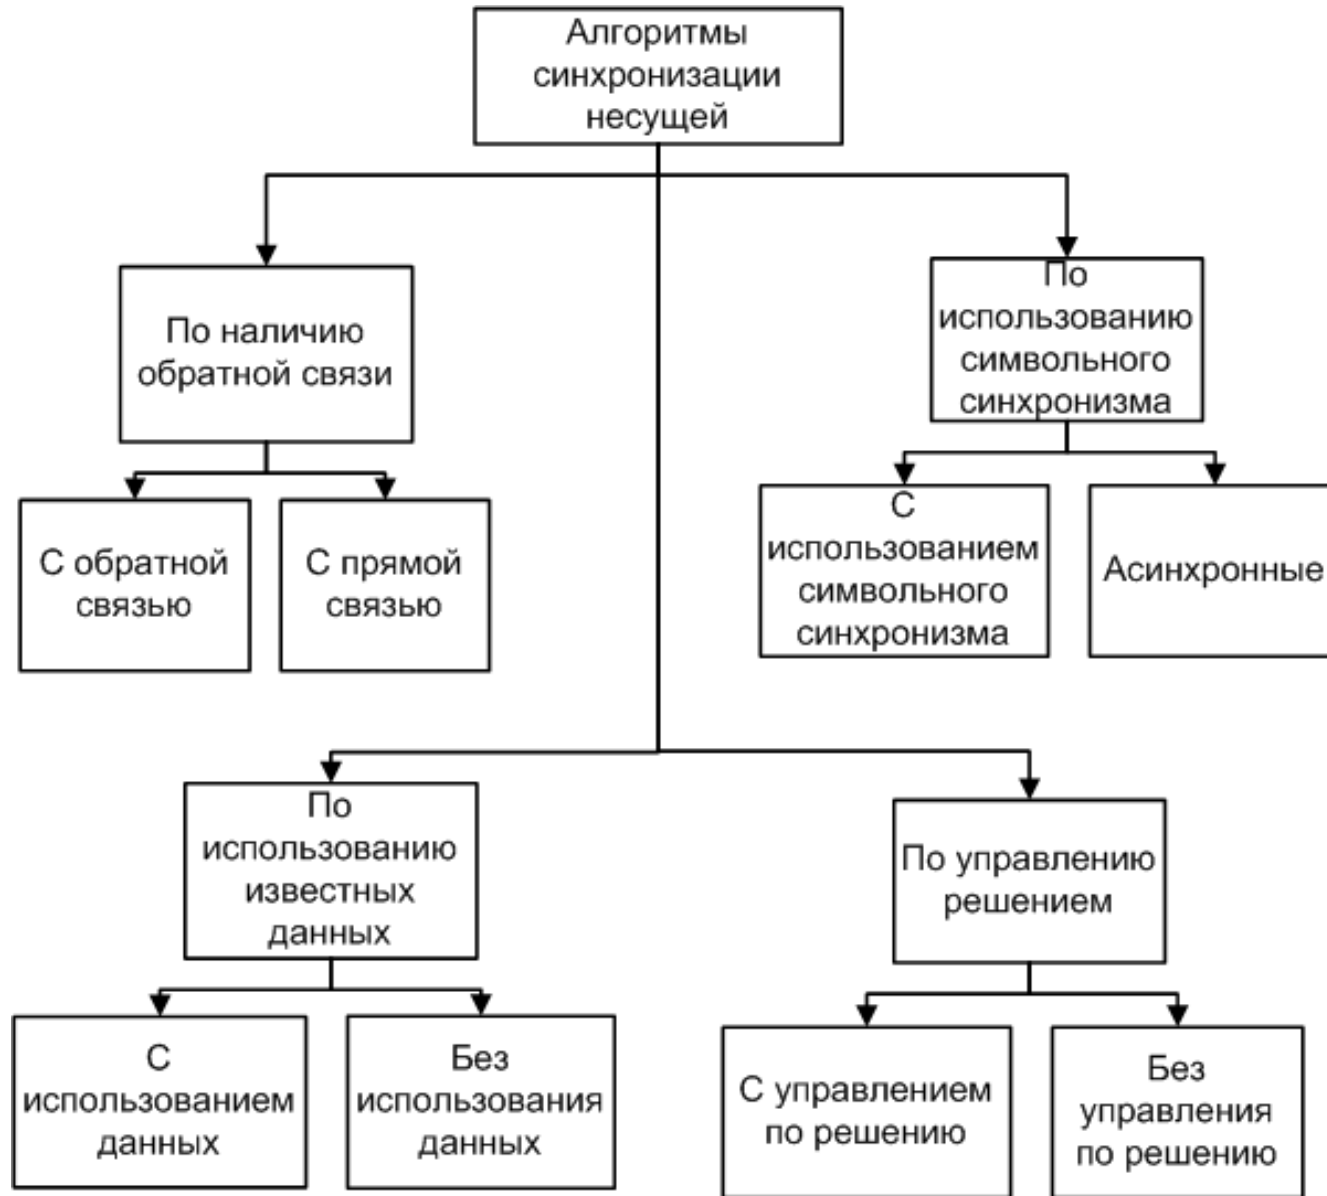 Алгоритмы
синхронизации
несущей
По наличию
обратной связи
По
использованию
символьного
синхронизма
С обратной
связью
С прямой
связью
С
использованием
символьного
синхронизма
Асинхронные
По
использованию
известных
данных
По управлению
решением
С
использованием
данных
Без
использования
данных
С управлением
по решению
Без
управления
по решению